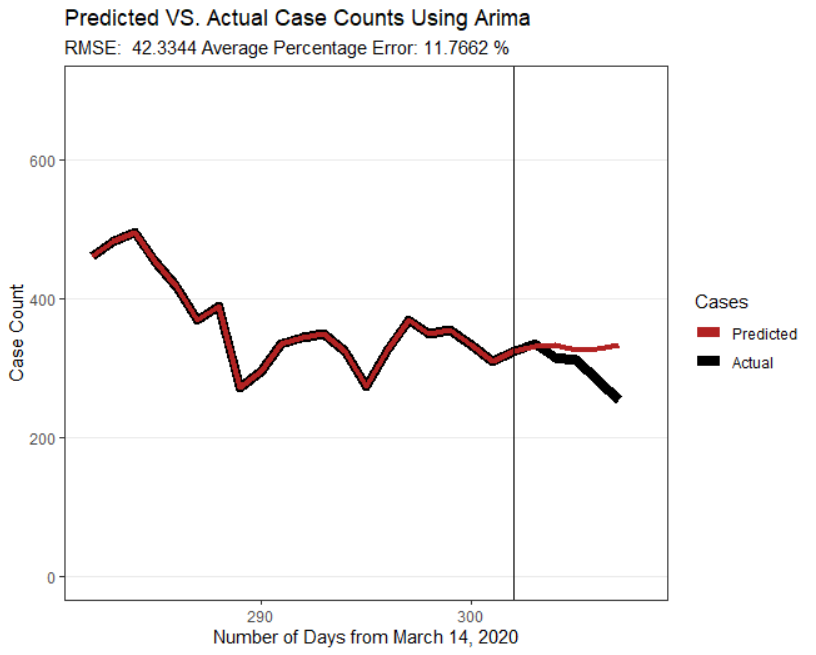 Predicted VS. Actual Case Counts Using Arima
RMSE:  42.3344 Average Percentage Error: 11.7662 %
600
400
200
0
Case Count
290
300
Number of Days from March 14, 2020
Cases
Predicted
Actual